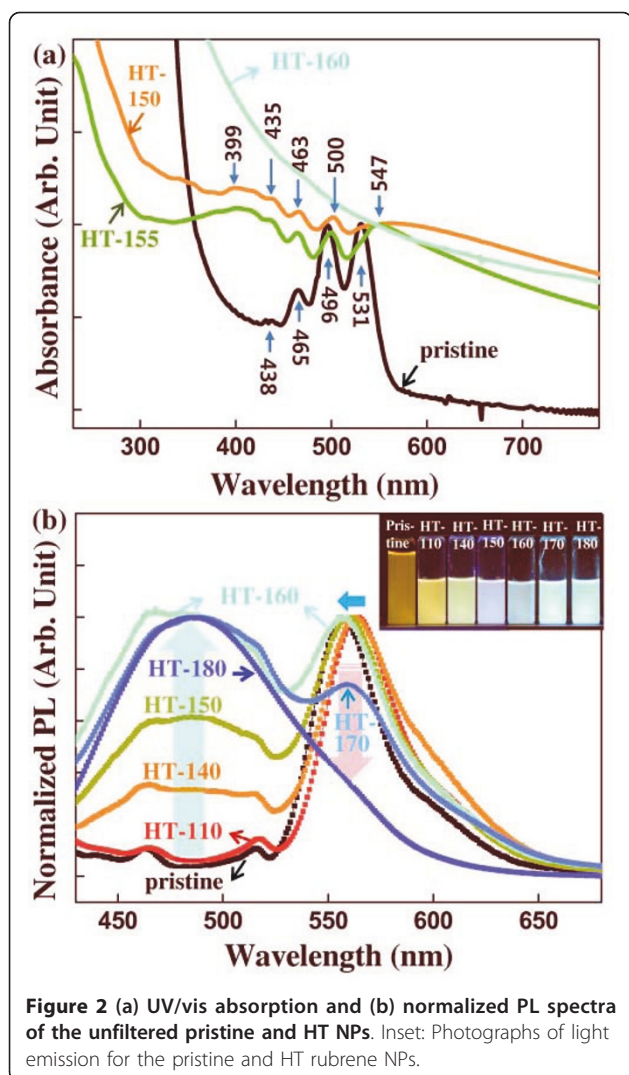 (a)
HT-160
HT-
150
399
435
463
500
547
HT-155
438
465
496
531
pristine
Absorbance (Arb. Unit)
300 400 500 600 700
Wavelength (nm)
(b)
Pris-
tine
HT-
110
HT-
140
HT-
150
HT-
160
HT-
170
HT-
180
HT-160
HT-180
HT-150
HT-
170
HT-140
HT-110
pristine
Normalized PL (Arb. Unit)
450 500 550 600 650
Wavelength (nm)
Figure 2 (a) UV/vis absorption and (b) normalized PL spectra
of the unfiltered pristine and HT NPs. Inset: Photographs of light
emission for the pristine and HT rubrene NPs.